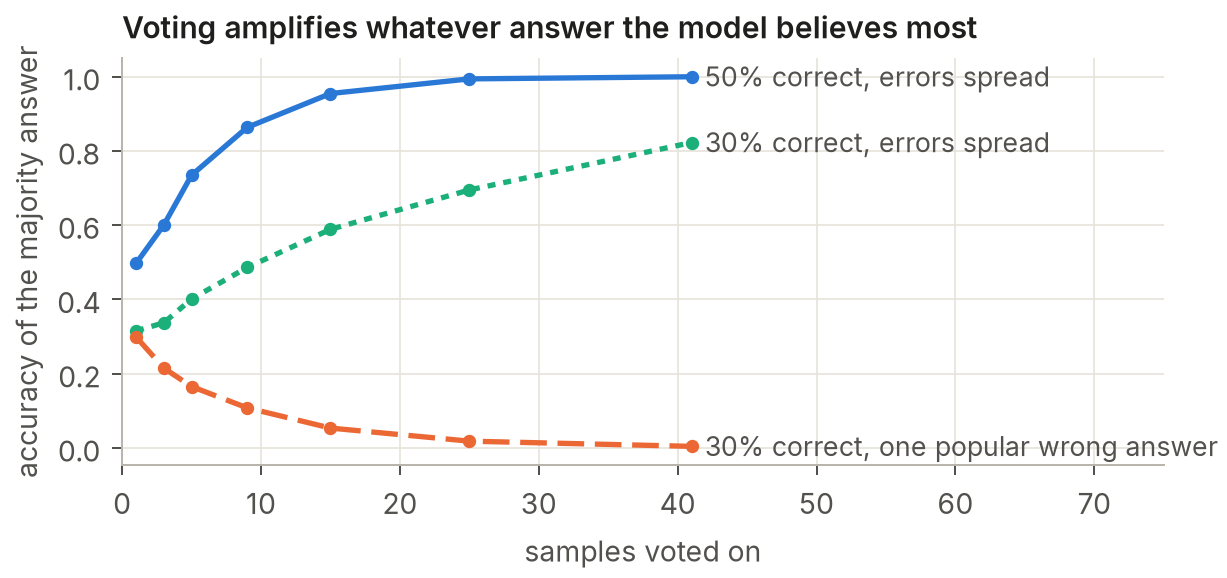 Voting amplifies whatever answer the model believes most
accuracy of the majority answer
1.0
0.8
0.6
0.4
0.2
0.0
50% correct, errors spread
30% correct, errors spread
30% correct, one popular wrong answer
0 10 20 30 40 50 60 70
samples voted on